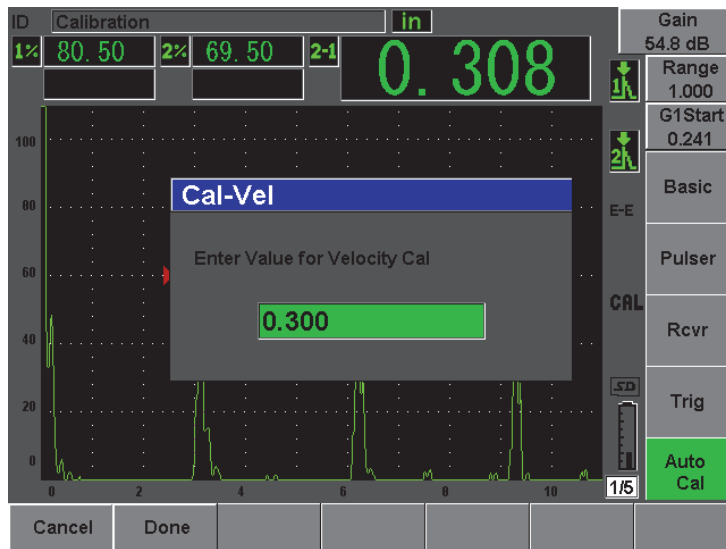 ID Calibration in
1% 80.50 2% 69.50 2-1 0.308
Gain
54.8 dB
Range
1.000
G1Start
0.241
Basic
Pulser
Rcvr
Trig
Auto
Cal
1
2
E-E
CAL
SD
1/5
100
80
60
40
20
0
Cal-Vel
Enter Value for Velocity Cal
0.300
0 2 4 6 8 10
Cancel Done